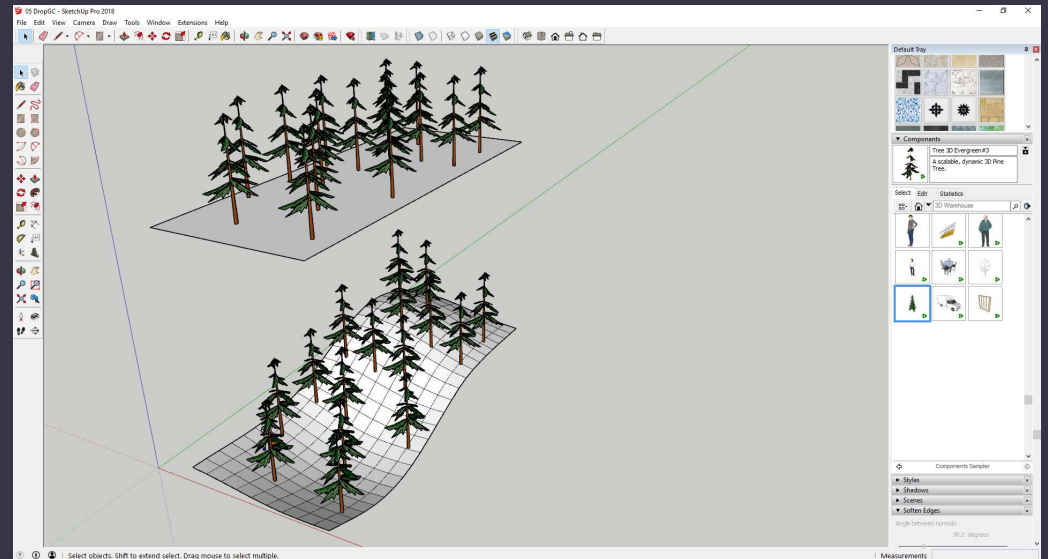 05 DropGC - SketchUp Pro 2018
File Edit View Camera Draw Tools Window Extensions Help
Default Tray
Components
Tree 3D Evergreen#3
A scalable, dynamic 3D Pine
Tree.
Select Edit Statistics
3D Warehouse
Components Sampler
Styles
Shadows
Scenes
Soften Edges
Angle between normals:
38.2 degrees
Select objects. Shift to extend select. Drag mouse to select multiple.
Measurements